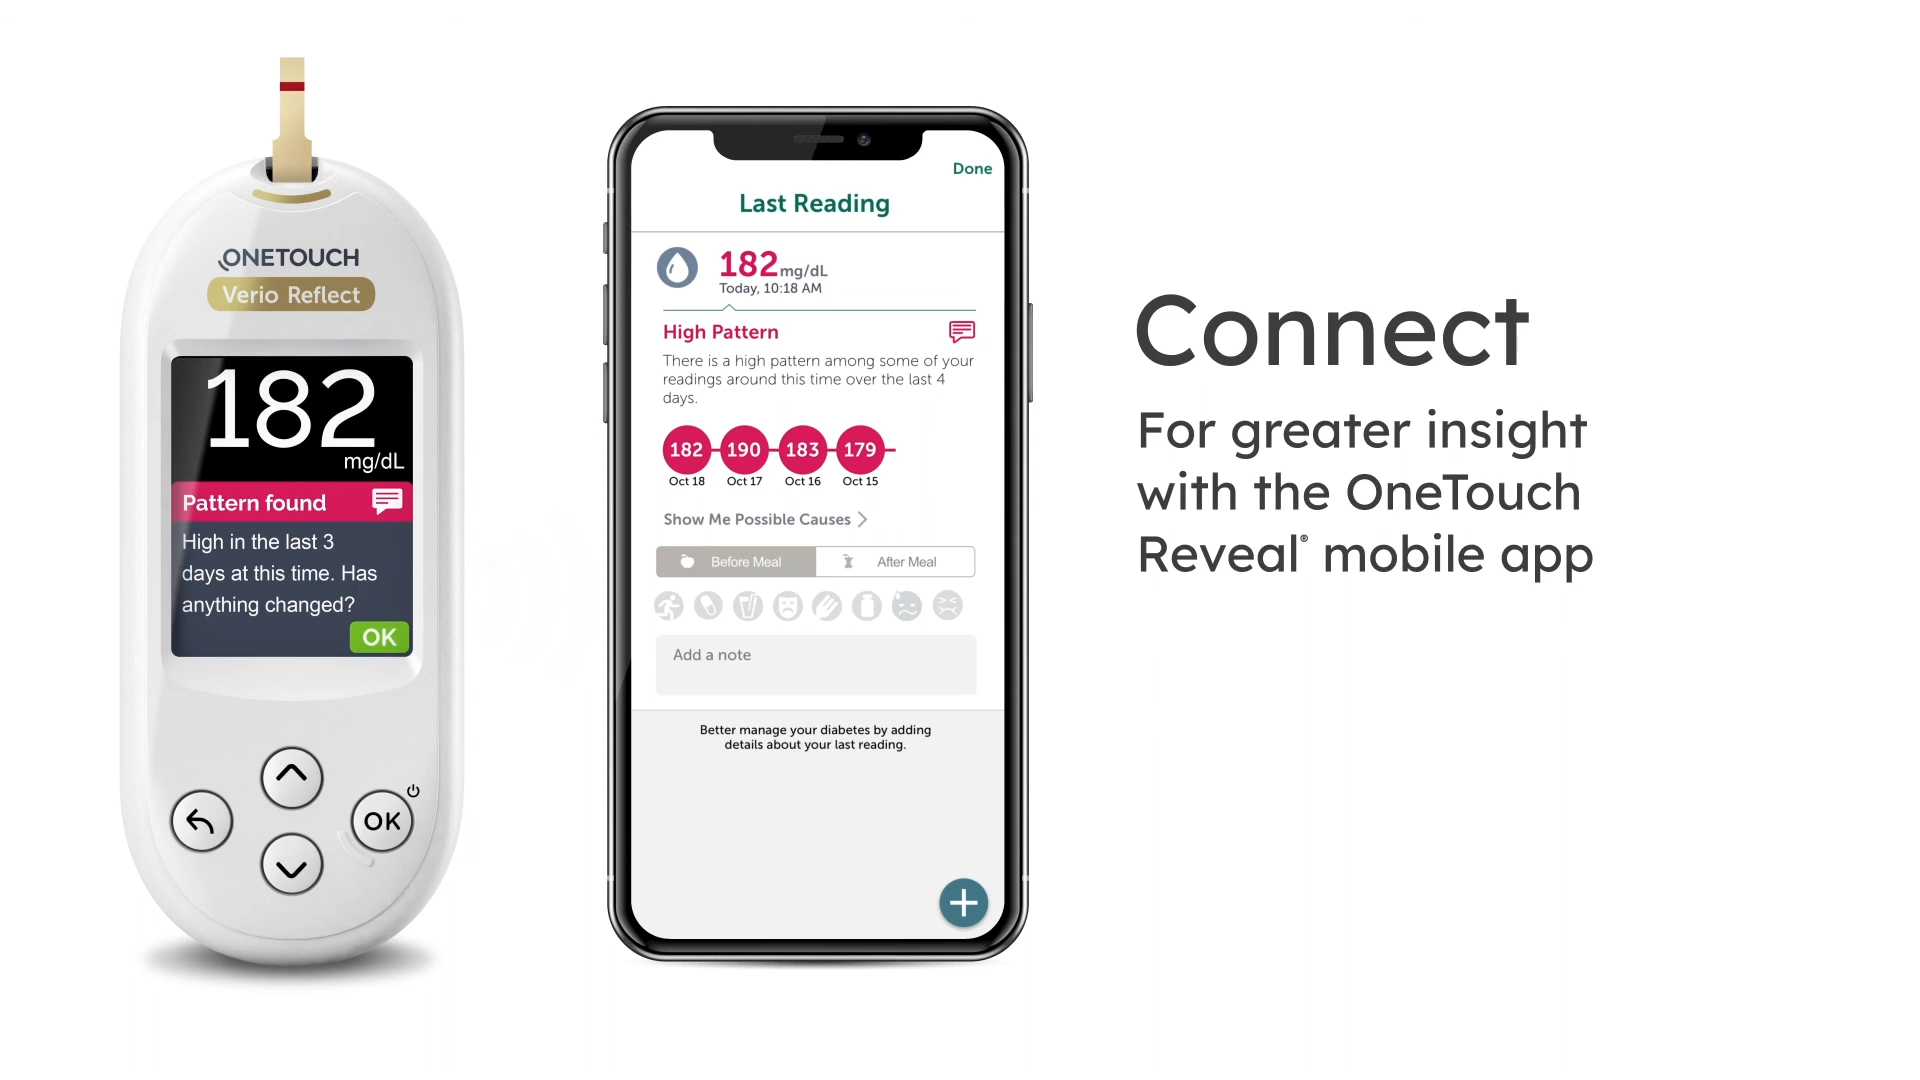 ONETOUCH
Verio Reflect
182
mg/dL
Pattern found
High in the last 3
days at this time. Has
anything changed?
OK
OK
Done
Last Reading
182 mg/dL
Today, 10:18 AM
High Pattern
There is a high pattern among some of your
readings around this time over the last 4
days.
182 190 183 179
Oct 18 Oct 17 Oct 16 Oct 15
Show Me Possible Causes
Before Meal After Meal
Add a note
Better manage your diabetes by adding
details about your last reading.
Connect
For greater insight
with the OneTouch
Reveal® mobile app